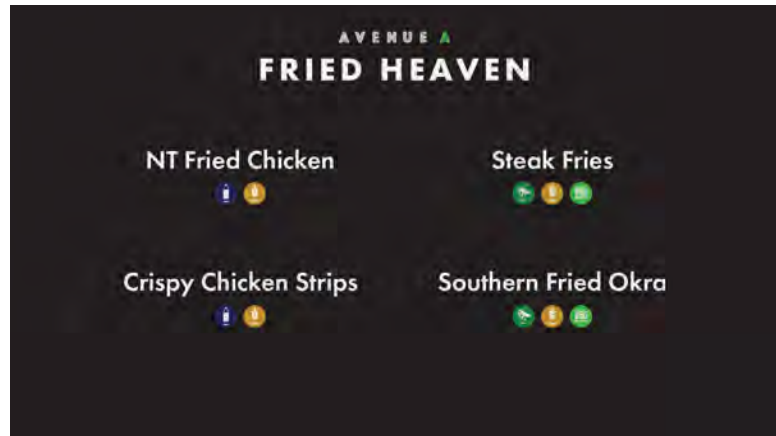 AVENUE A
FRIED HEAVEN
NT Fried Chicken
Steak Fries
Crispy Chicken Strips
Southern Fried Okra